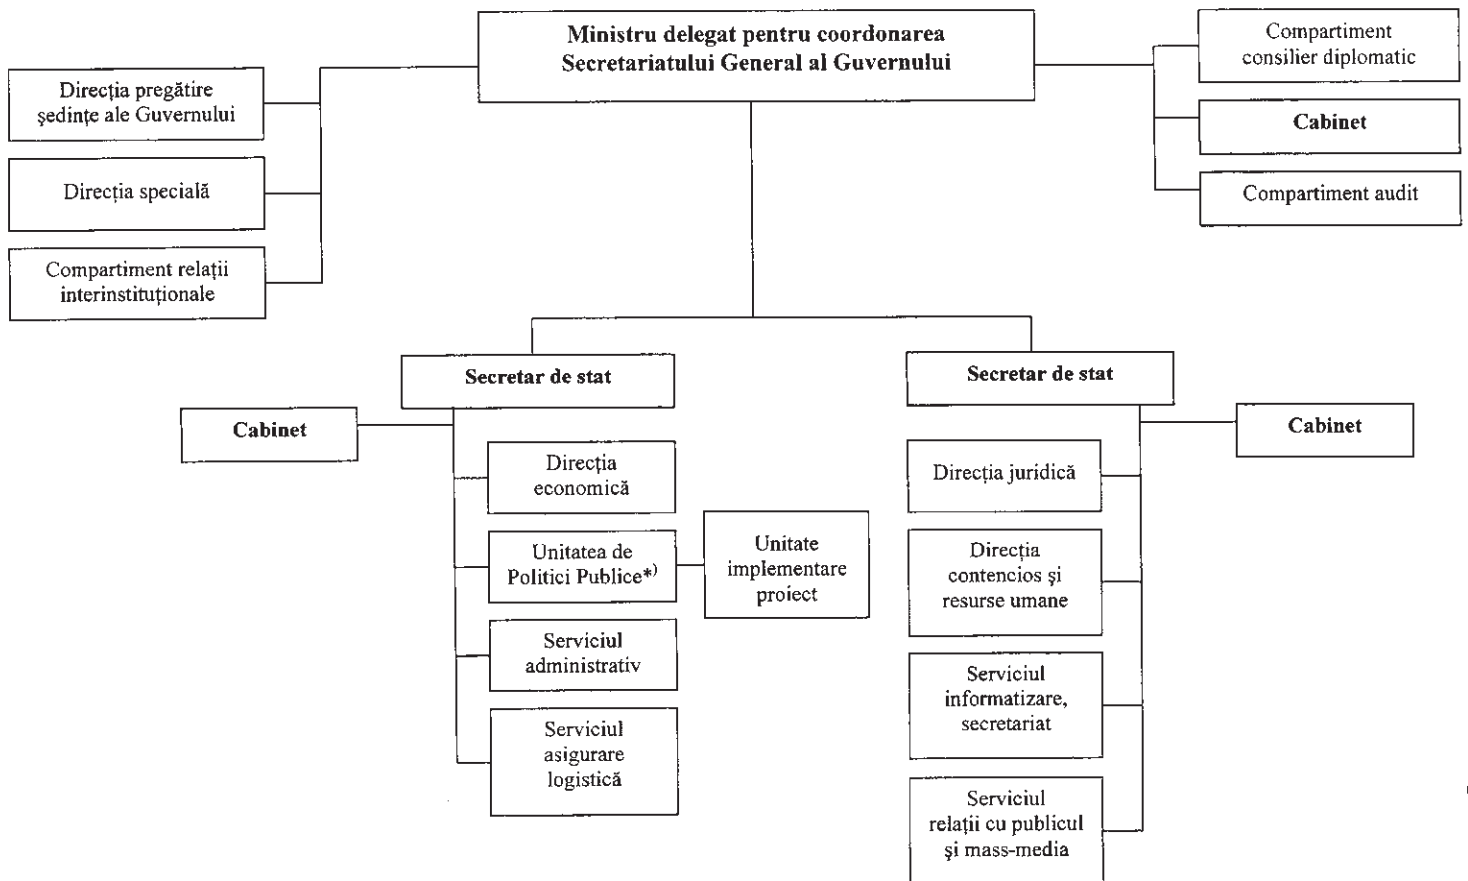 Ministru delegat pentru coordonarea
Secretariatului General al Guvernului
Compartiment
consilier diplomatic
Cabinet
Compartiment audit
Direcția pregătire
ședințe ale Guvernului
Direcția specială
Compartiment relații
interinstituționale
Secretar de stat
Cabinet
Direcția
economică
Unitatea de
Politici Publice*)
Unitate
implementare
proiect
Serviciul
administrativ
Serviciul
asigurare
logistică
Secretar de stat
Cabinet
Direcția juridică
Direcția
contencios și
resurse umane
Serviciul
informatizare,
secretariat
Serviciul
relații cu publicul
și mass-media